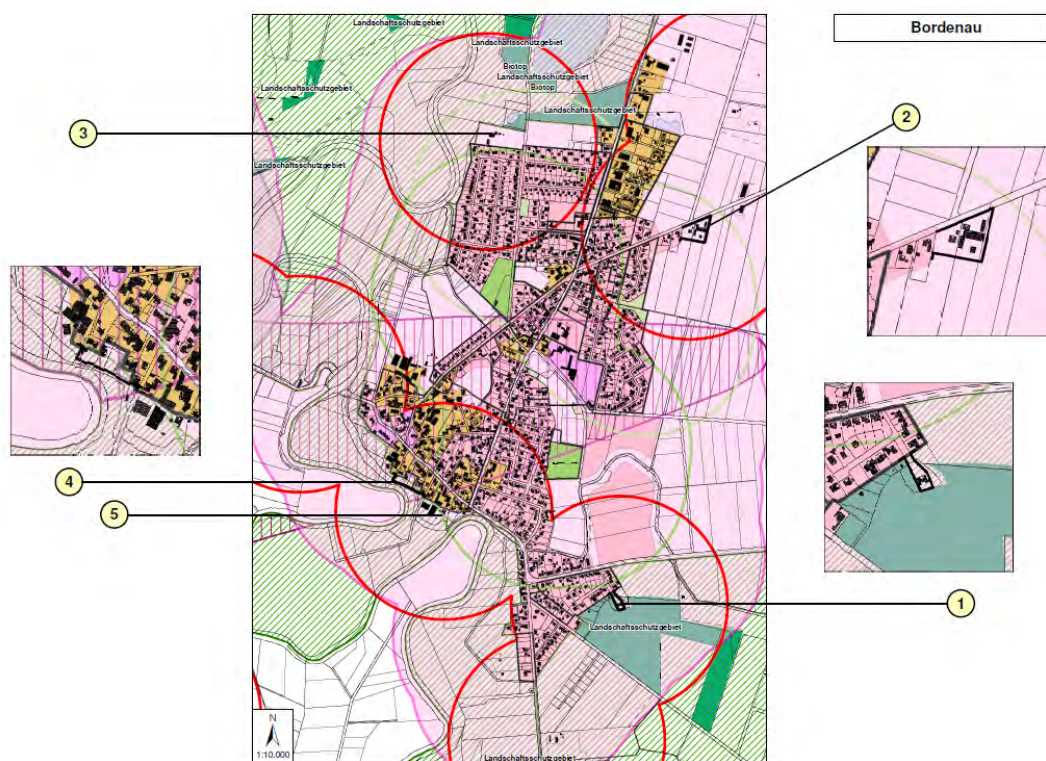 Bordenau
Landschaftsschutzgebiet
Landschaftsschutzgebiet
Biotop
Landschaftsschutzgebiet
Biotop
Landschaftsschutzgebiet
Landschaftsschutzgebiet
3
2
Landschaftsschutzgebiet
4
5
1
Landschaftsschutzgebiet
N
1:10.000
Landschaftsschutzgebiet